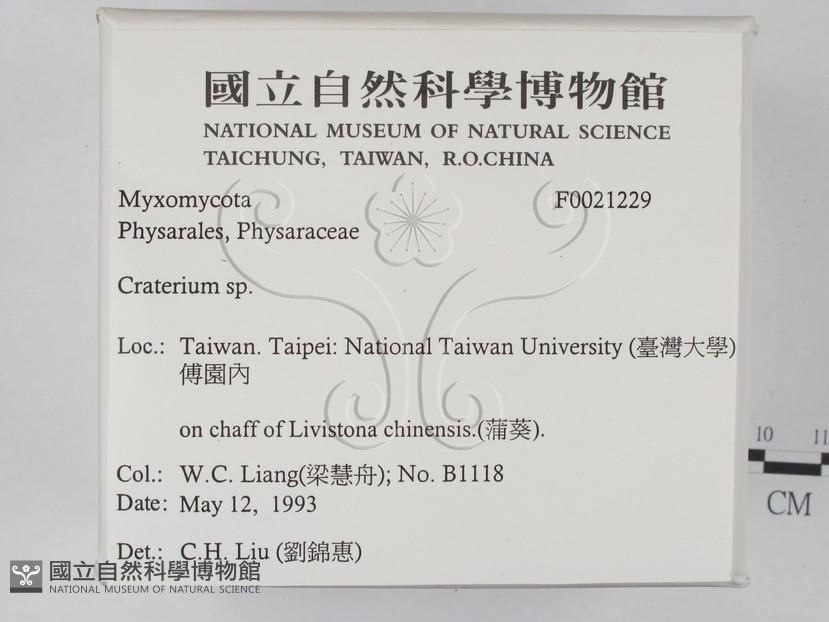 國立自然科學博物館
NATIONAL MUSEUM OF NATURAL SCIENCE
TAICHUNG, TAIWAN, R.O.CHINA
Myxomycota F0021229
Physarales, Physaraceae
Craterium sp.
Loc.: Taiwan. Taipei: National Taiwan University (臺灣大學)
傅園內
on chaff of Livistona chinensis.(蒲葵).
Col.: W.C. Liang(梁慧舟); No. B1118
Date: May 12, 1993
Det.: C.H. Liu (劉錦惠)
國立自然科學博物館
NATIONAL MUSEUM OF NATURAL SCIENCE
10 11
CM